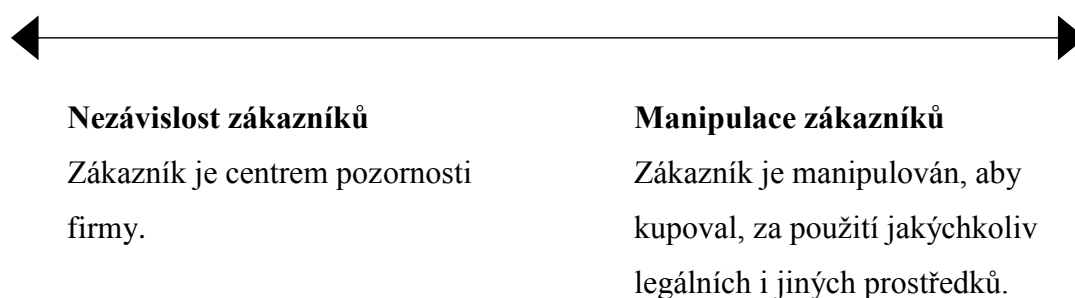 Nezávislost zákazníků
Zákazník je centrem pozornosti
firmy.
Manipulace zákazníků
Zákazník je manipulován, aby
kupoval, za použití jakýchkoliv
legálních i jiných prostředků.